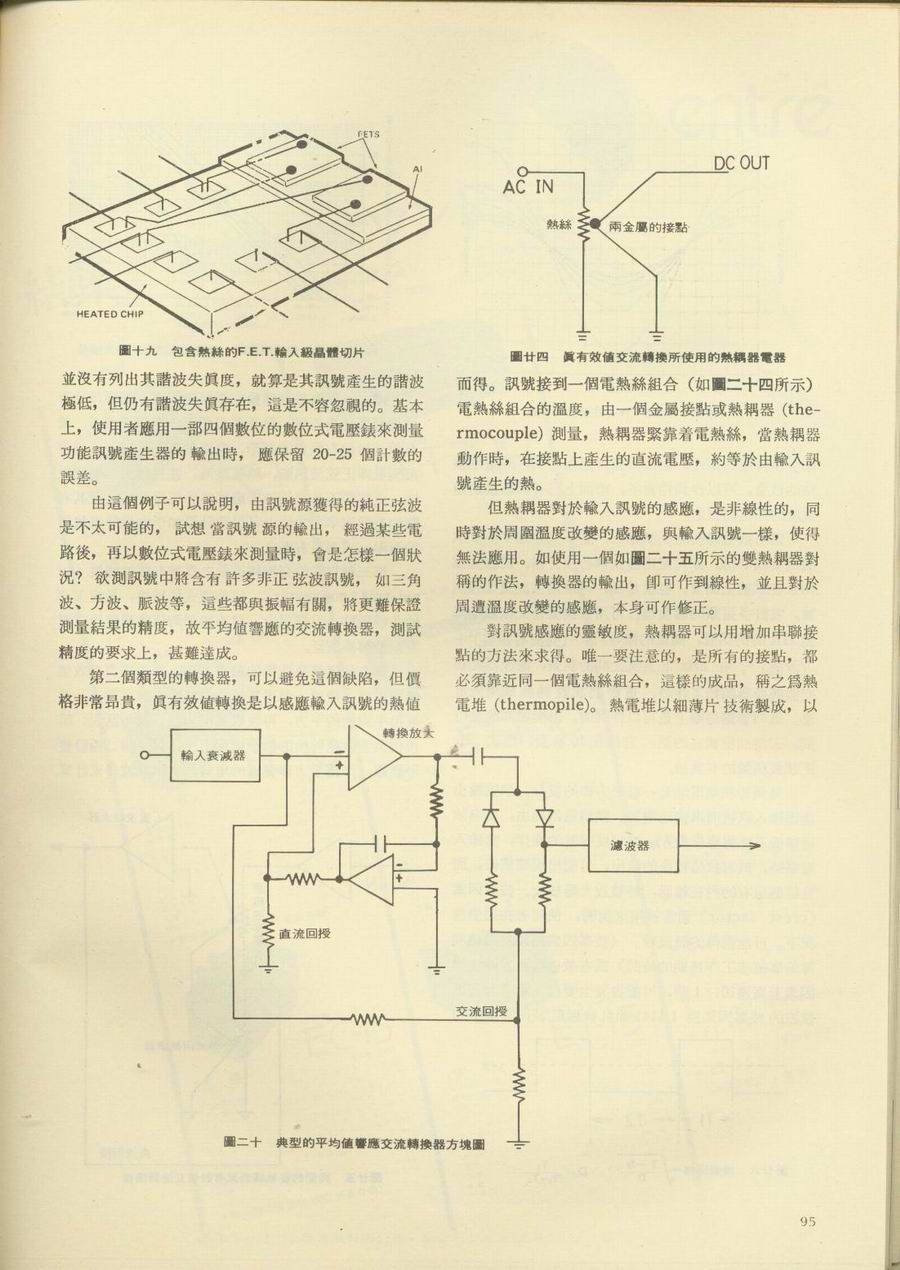 FETS
AI
HEATED CHIP
圖十九 包含熱絲的F.E.T.輸入級晶體切片
並沒有列出其諧波失眞度，就算是其訊號產生的諧波
極低，但仍有諧波失眞存在，這是不容忽視的。基本
上，使用者應用一部四個數位的數位式電壓錶來測量
功能訊號產生器的輸出時，應保留 20-25 個計數的
誤差。
由這個例子可以說明，由訊號源獲得的純正弦波
是不太可能的，試想當訊號源的輸出，經過某些電
路後，再以數位式電壓錶來測量時，會是怎樣一個狀
況？欲測訊號中將含有許多非正弦波訊號，如三角
波、方波、脈波等，這些都與振幅有關，將更難保證
測量結果的精度，故平均値響應的交流轉換器，測試
精度的要求上，甚難達成。
第二個類型的轉換器，可以避免這個缺陷，但價
格非常昂貴，眞有效値轉換是以感應輸入訊號的熱値
AC IN
DC OUT
熱絲
兩金屬的接點
圖廿四 眞有效値交流轉換所使用的熱耦器電器
而得。訊號接到一個電熱絲組合（如圖二十四所示）
電熱絲組合的溫度，由一個金屬接點或熱耦器 (the-
rmocouple) 測量，熱耦器緊靠着電熱絲，當熱耦器
動作時，在接點上產生的直流電壓，約等於由輸入訊
號產生的熱。
但熱耦器對於輸入訊號的感應，是非線性的，同
時對於周圍溫度改變的感應，與輸入訊號一樣，使得
無法應用。如使用一個如圖二十五所示的雙熱耦器對
稱的作法，轉換器的輸出，卽可作到線性，並且對於
周遭溫度改變的感應，本身可作修正。
對訊號感應的靈敏度，熱耦器可以用增加串聯接
點的方法來求得。唯一要注意的，是所有的接點，都
必須靠近同一個電熱絲組合，這樣的成品，稱之爲熱
電堆 (thermopile)。熱電堆以細薄片技術製成，以
輸入衰減器
轉換放大
濾波器
直流回授
交流回授
圖二十 典型的平均値響應交流轉換器方塊圖
95